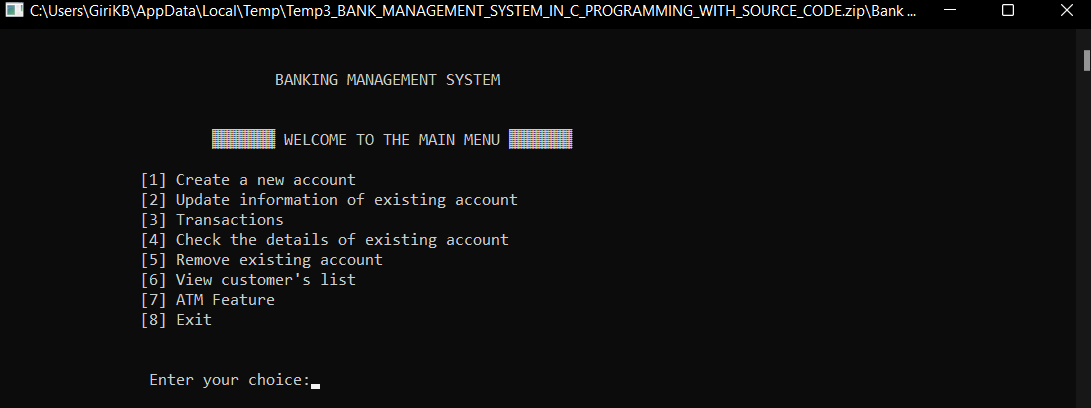 C:\Users\GiriKB\AppData\Local\Temp\Temp3_BANK_MANAGEMENT_SYSTEM_IN_C_PROGRAMMING_WITH_SOURCE_CODE.zip\Bank ...
BANKING MANAGEMENT SYSTEM
WELCOME TO THE MAIN MENU
[1] Create a new account
[2] Update information of existing account
[3] Transactions
[4] Check the details of existing account
[5] Remove existing account
[6] View customer's list
[7] ATM Feature
[8] Exit
Enter your choice: